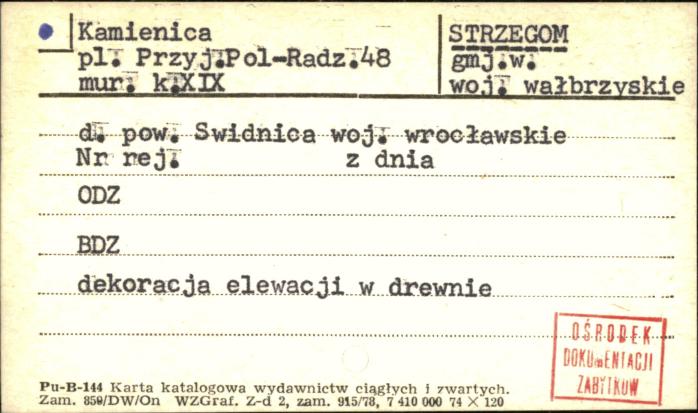 Kamienica
STRZEGOM
pl. Przyj.Pol-Radz.48
gmj.w.
mur. k.XIX
woj. wałbrzyskie
d. pow. Swidnica woj. wrocławskie
Nr rej. z dnia
ODZ
BDZ
dekoracja elewacji w drewnie
OŚRODEK
DOKUmENTACJI
ZABYTKÓW
Pu-B-144 Karta katalogowa wydawnictw ciągłych i zwartych.
Zam. 859/DW/On WZGraf. Z-d 2, zam. 915/78, 7 410 000 74 × 120